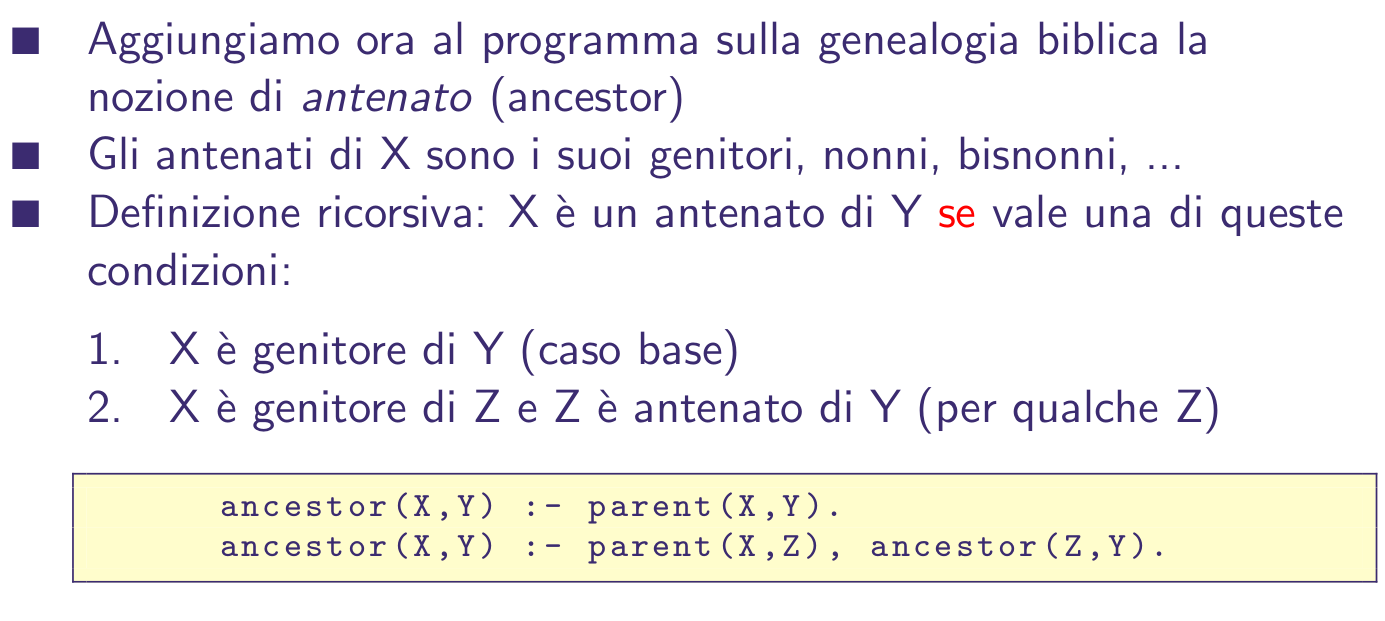 Aggiungiamo ora al programma sulla genealogia biblica la
nozione di antenato (ancestor)
Gli antenati di X sono i suoi genitori, nonni, bisnonni, ...
Definizione ricorsiva: X è un antenato di Y se vale una di queste
condizioni:
1. X è genitore di Y (caso base)
2. X è genitore di Z e Z è antenato di Y (per qualche Z)
ancestor(X,Y) :- parent(X,Y).
ancestor(X,Y) :- parent(X,Z), ancestor(Z,Y).